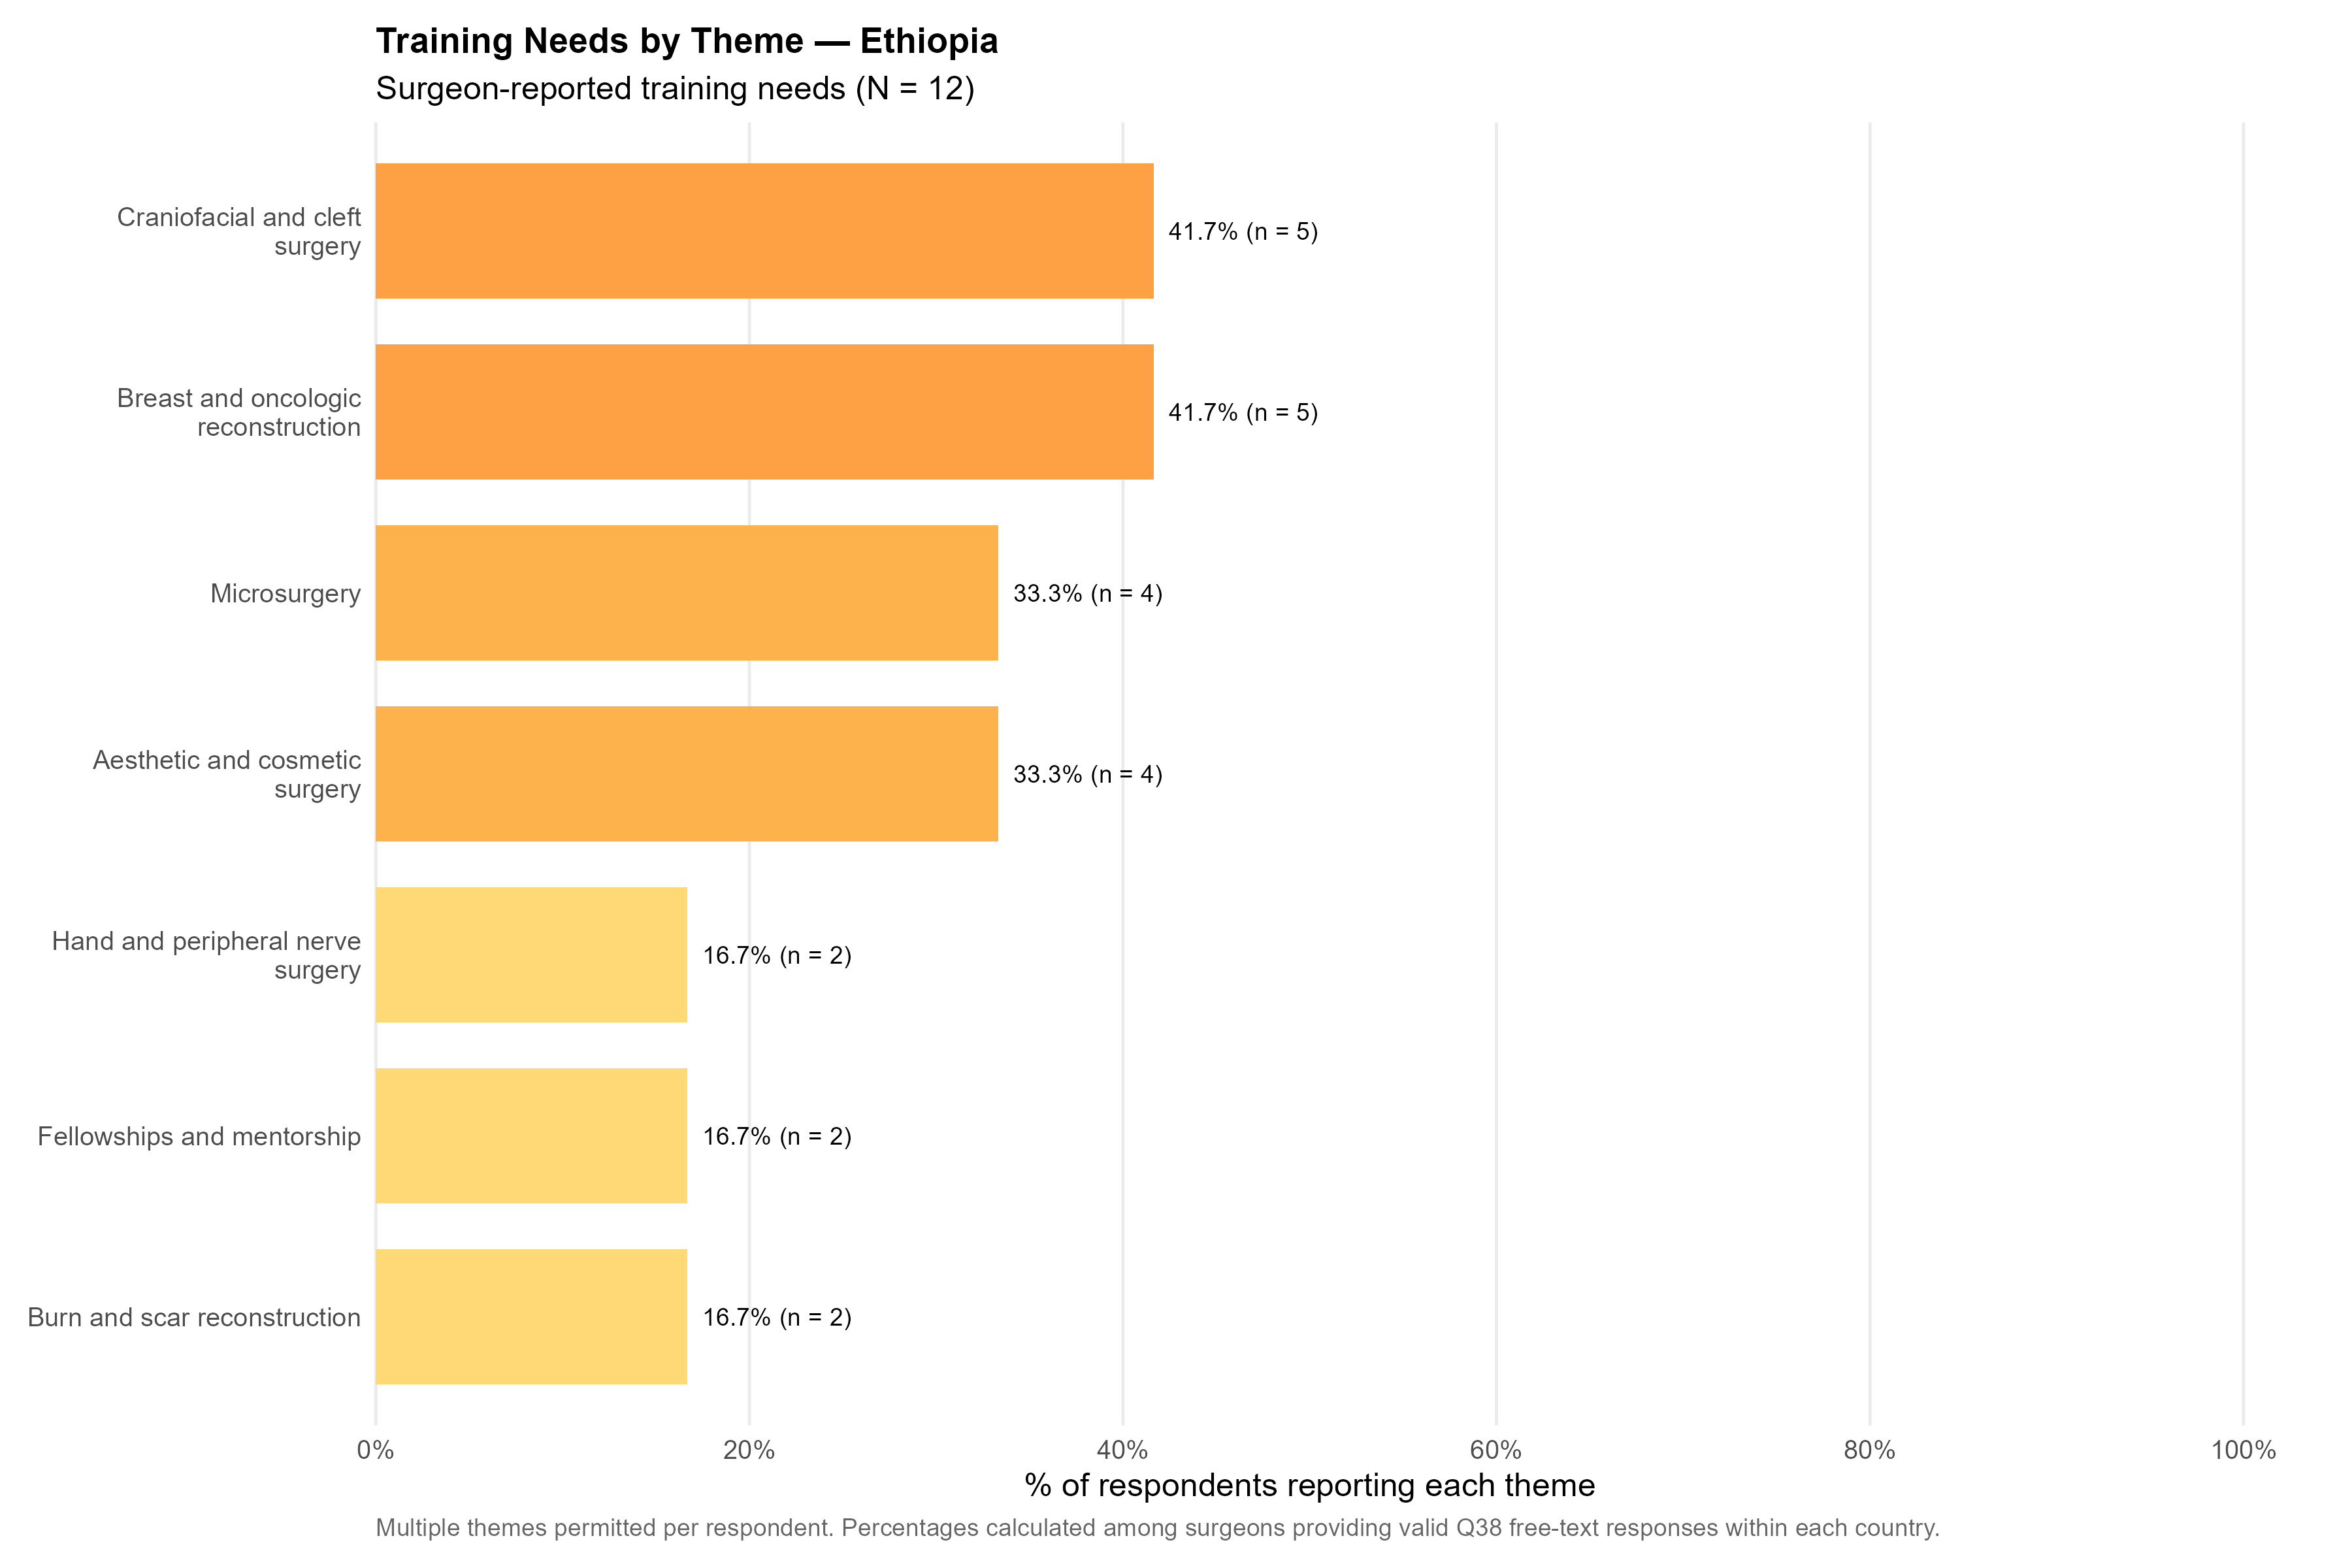 Training Needs by Theme — Ethiopia
Surgeon-reported training needs (N = 12)
Craniofacial and cleft
surgery
41.7% (n = 5)
Breast and oncologic
reconstruction
41.7% (n = 5)
Microsurgery
33.3% (n = 4)
Aesthetic and cosmetic
surgery
33.3% (n = 4)
Hand and peripheral nerve
surgery
16.7% (n = 2)
Fellowships and mentorship
16.7% (n = 2)
Burn and scar reconstruction
16.7% (n = 2)
0% 20% 40% 60% 80% 100%
% of respondents reporting each theme
Multiple themes permitted per respondent. Percentages calculated among surgeons providing valid Q38 free-text responses within each country.